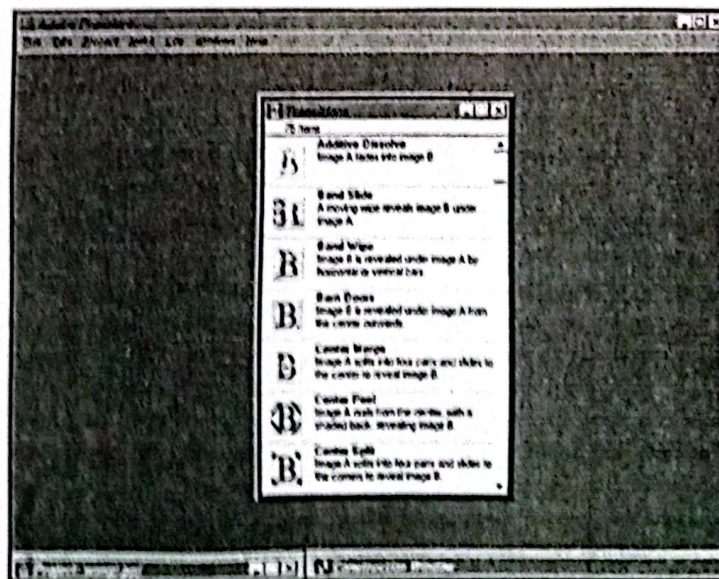 Adobe Premiere
File Edit Project Make Clip Windows Help
Transitions
75 Items
Additive Dissolve
Image A fades into image B.
Band Slide
A moving wipe reveals image B under
image A.
Band Wipe
Image B is revealed under image A by
horizontal or vertical bars
Barn Doors
Image B is revealed under image A from
the center outwards
Center Merge
Image A splits into four parts and slides to
the center to reveal image B.
Center Peel
Image A curls from the center, with a
shaded back, revealing image B.
Center Split
Image A splits into four parts and slides to
the corners to reveal image B.
Construction Window